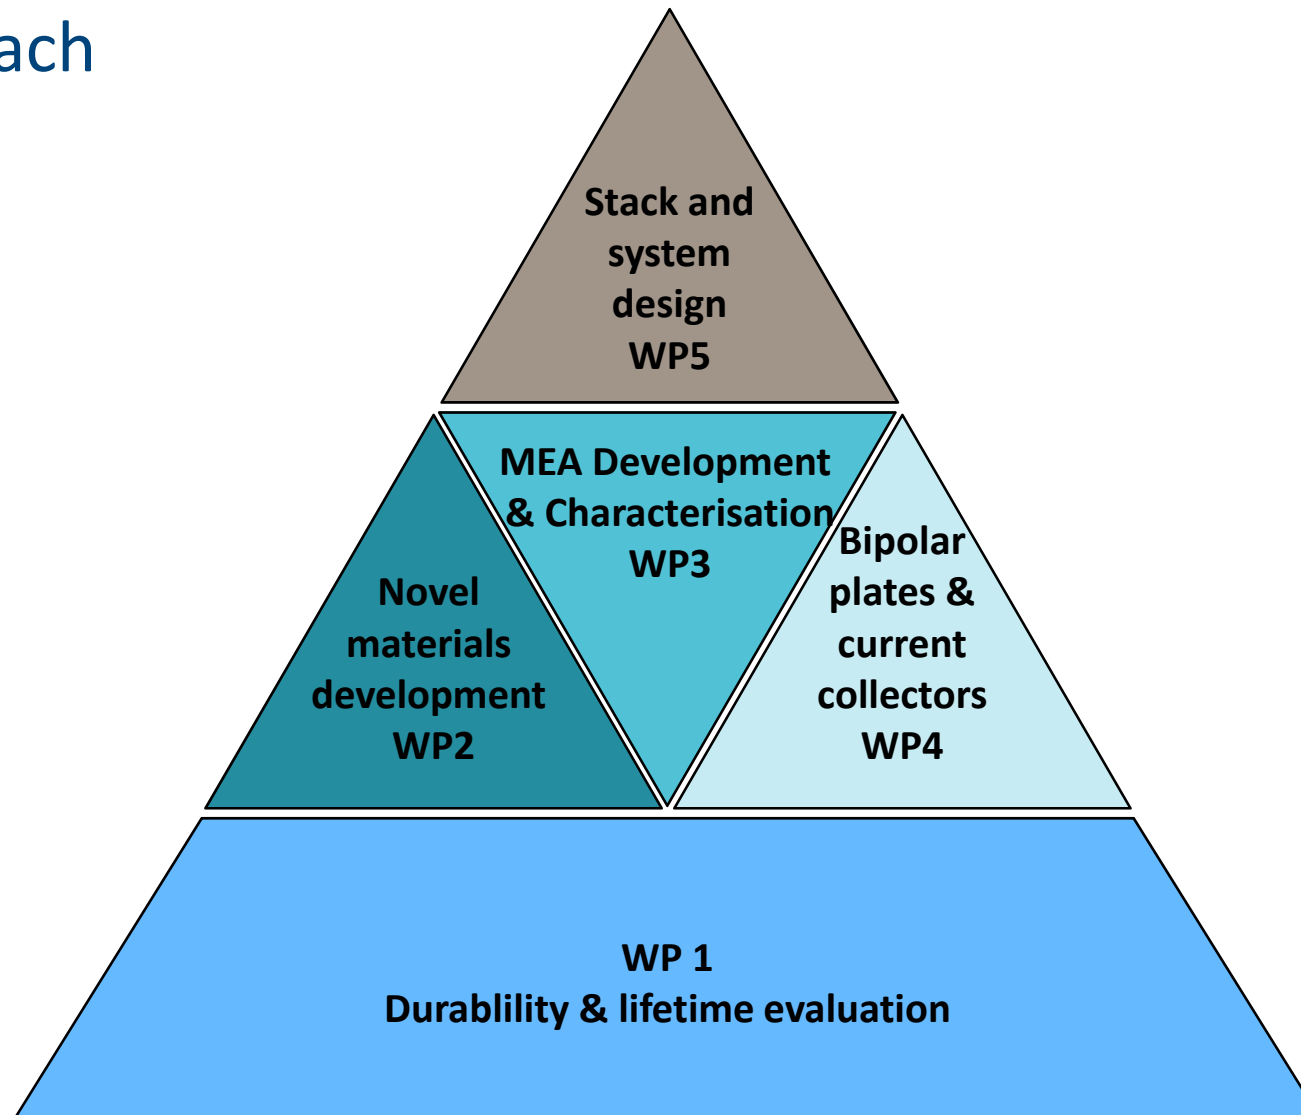 ach
Stack and
system
design
WP5
MEA Development
& Characterisation
WP3
Novel
materials
development
WP2
Bipolar
plates &
current
collectors
WP4
WP 1
Durablility & lifetime evaluation